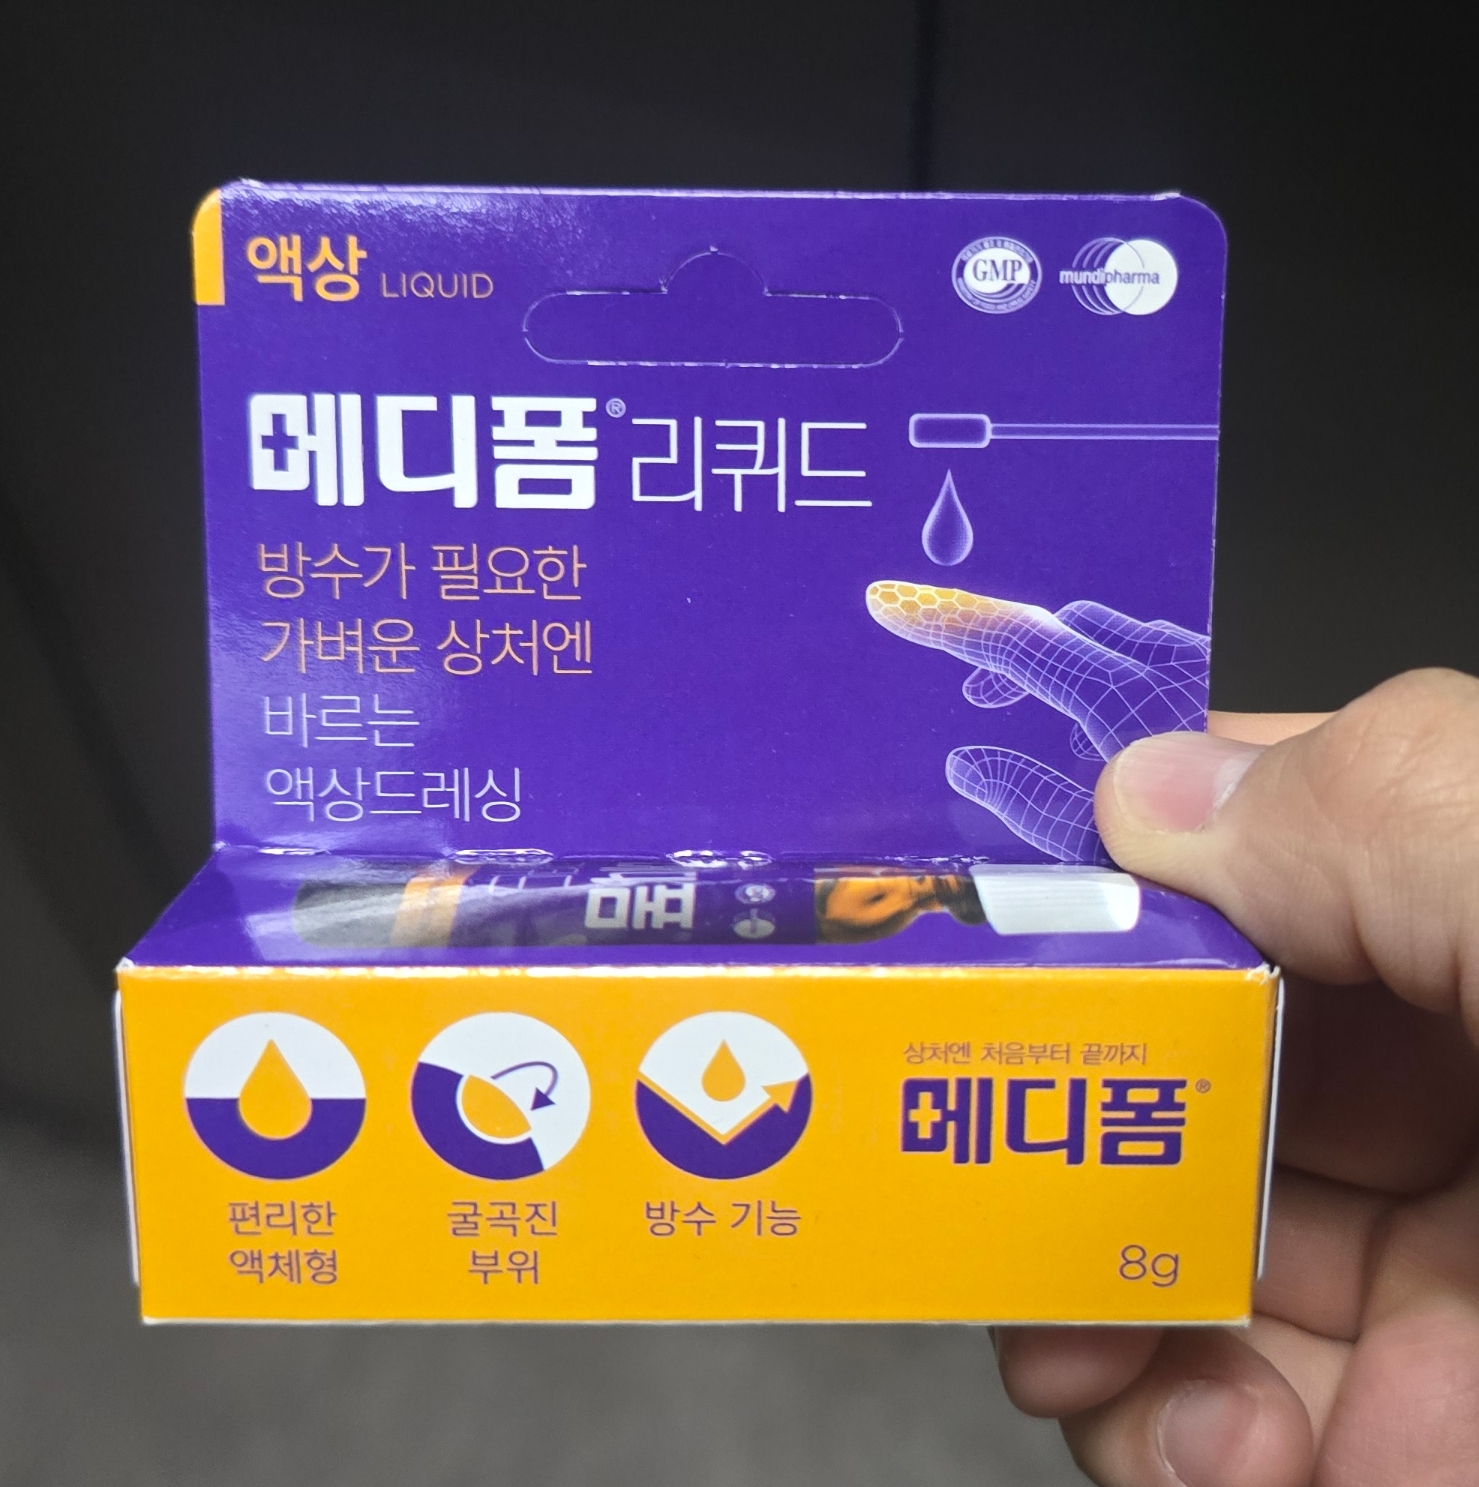 액상 LIQUID
GMP
mundipharma
메디폼® 리퀴드
방수가 필요한
가벼운 상처엔
바르는
액상드레싱
상처엔 처음부터 끝까지
메디폼®
편리한
액체형
굴곡진
부위
방수 기능
8g